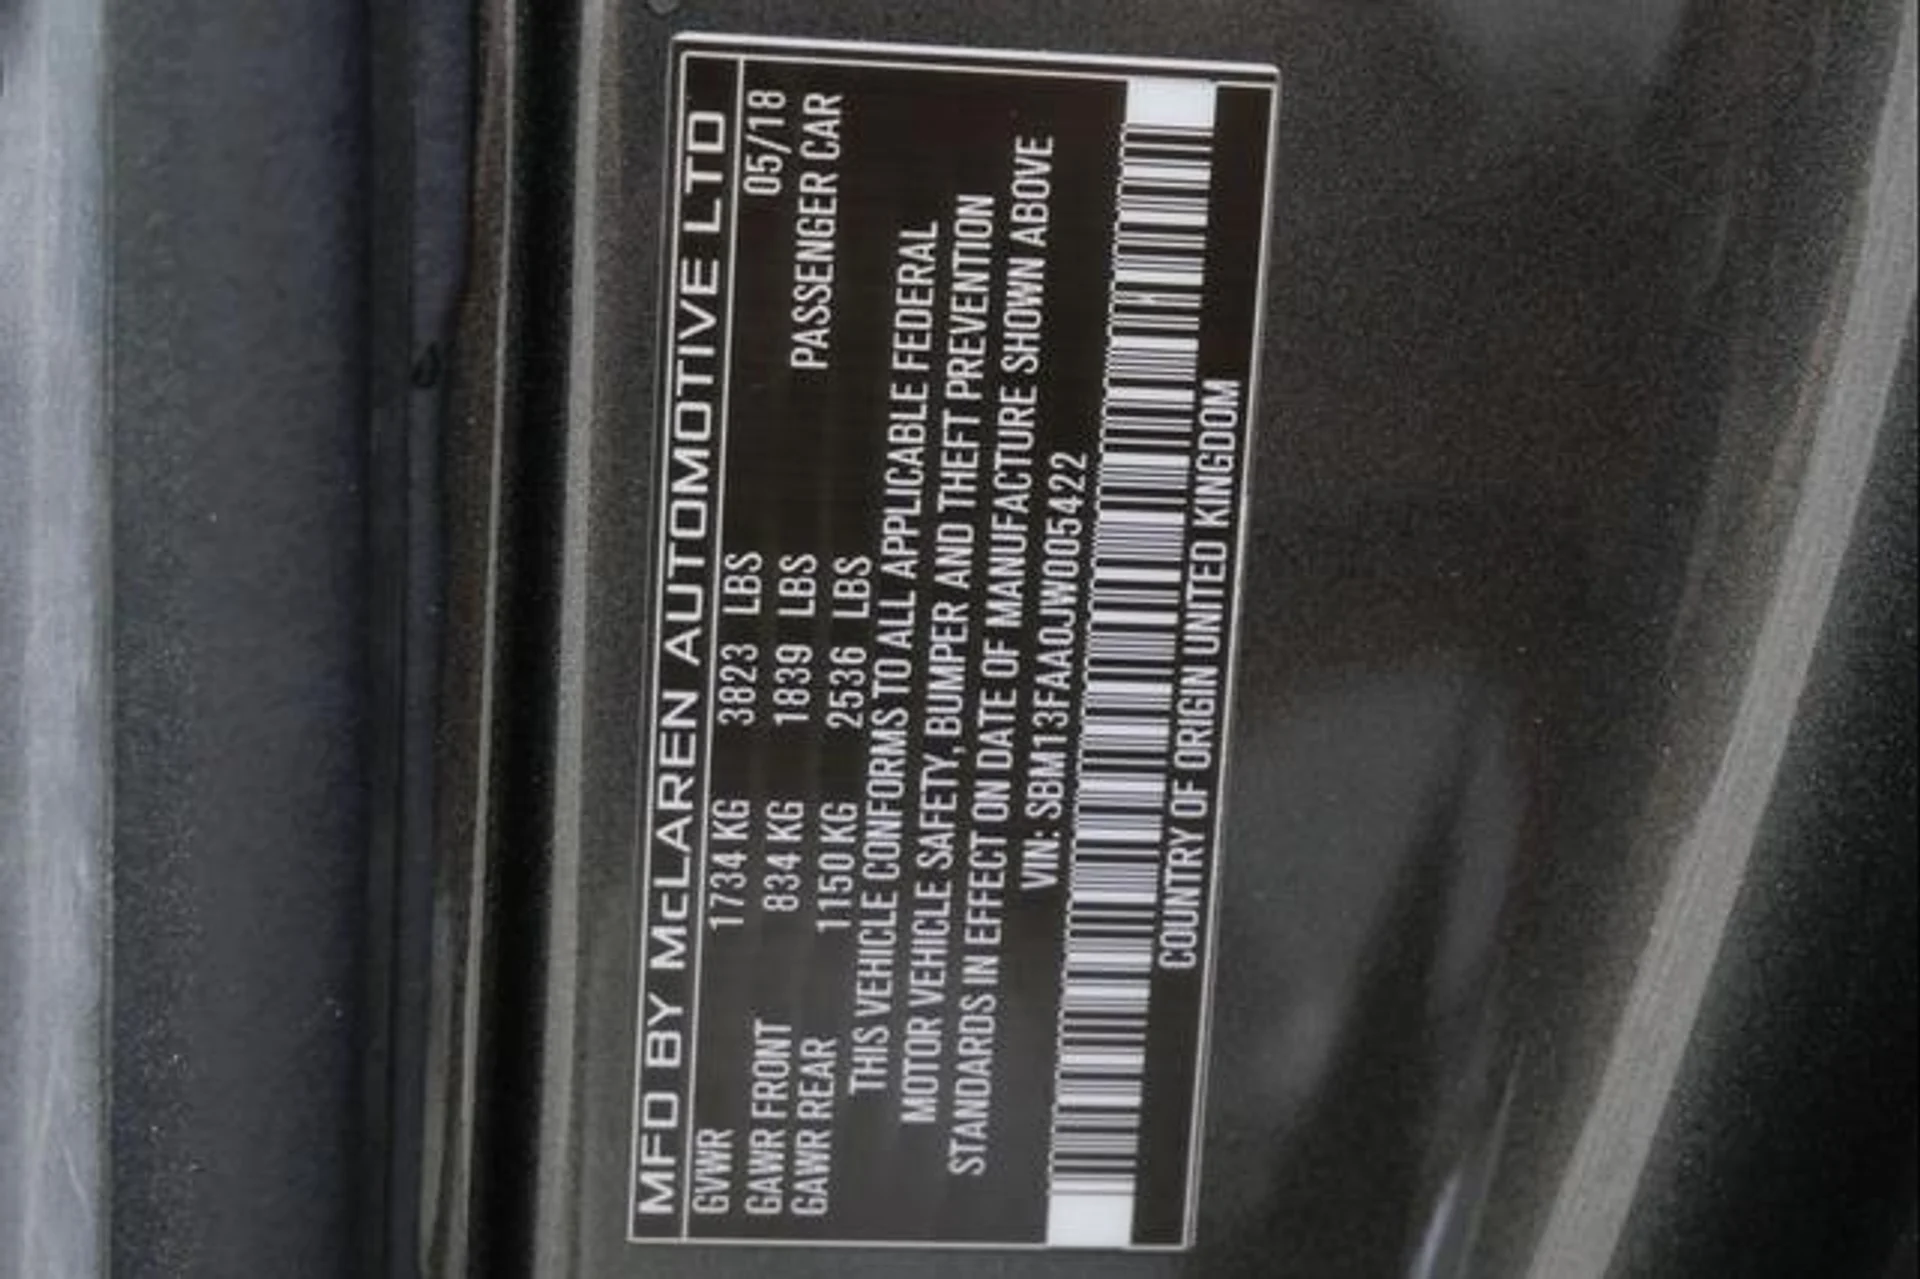 MFD BY McLAREN AUTOMOTIVE LTD
GVWR 1734 KG 3823 LBS 05/18
GAWR FRONT 834 KG 1839 LBS PASSENGER CAR
GAWR REAR 1150 KG 2536 LBS
THIS VEHICLE CONFORMS TO ALL APPLICABLE FEDERAL
MOTOR VEHICLE SAFETY, BUMPER AND THEFT PREVENTION
STANDARDS IN EFFECT ON DATE OF MANUFACTURE SHOWN ABOVE
VIN: SBM13FAA0JW005422
COUNTRY OF ORIGIN UNITED KINGDOM